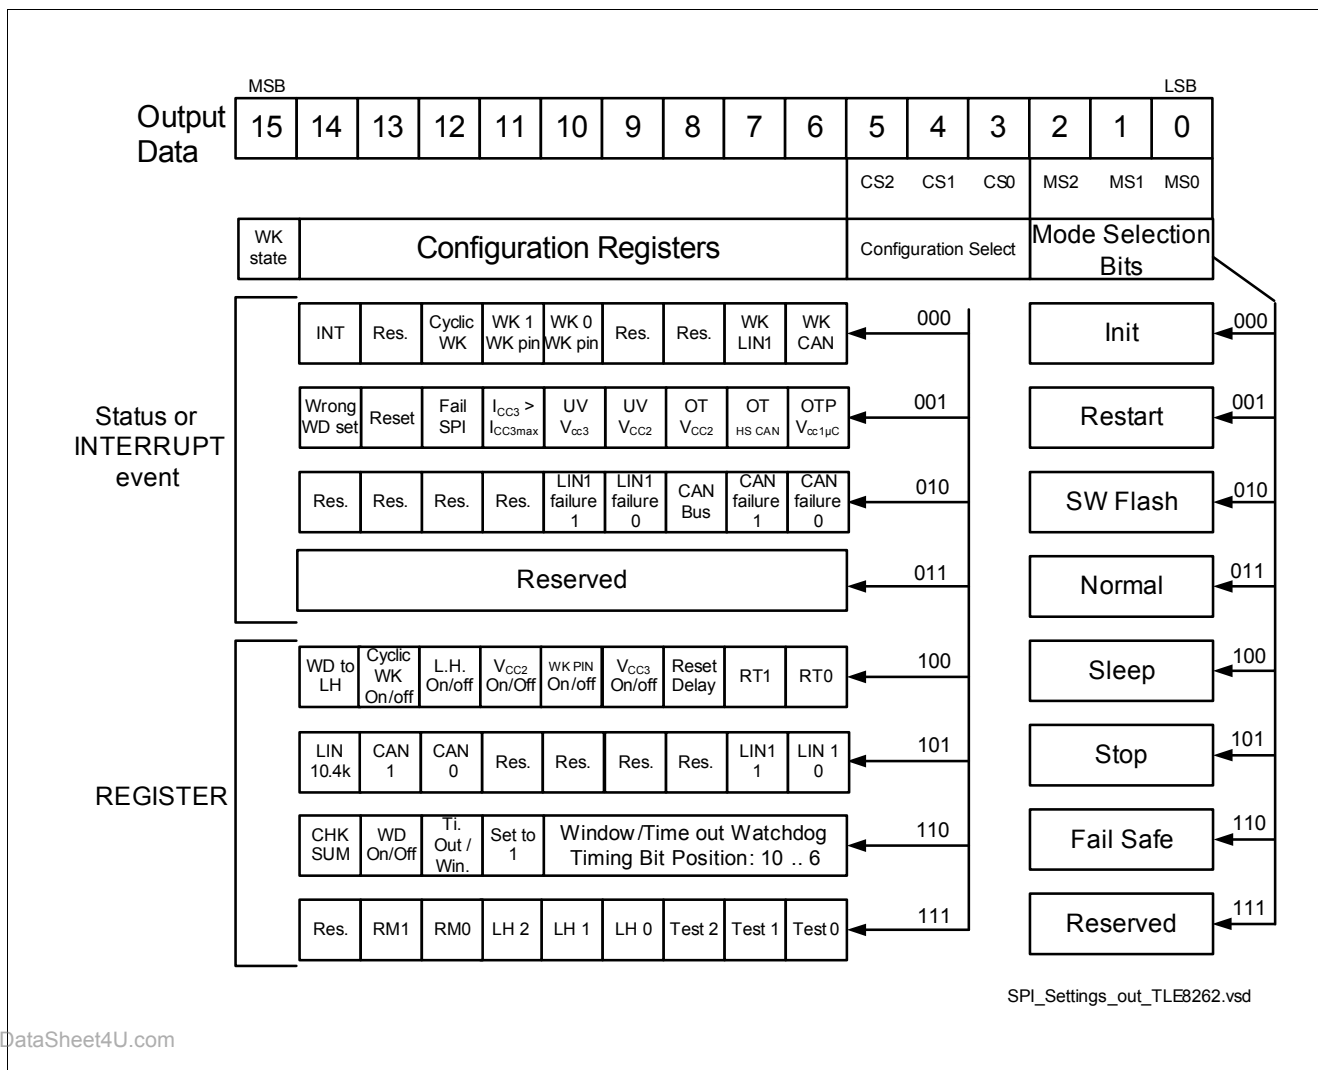 MSB LSB
Output Data
15 14 13 12 11 10 9 8 7 6 5 4 3 2 1 0
CS2 CS1 CS0 MS2 MS1 MS0
WK state
Configuration Registers
Configuration Select
Mode Selection Bits
Status or INTERRUPT event
INT Res. Cyclic WK WK 1 WK pin WK 0 WK pin Res. Res. WK LIN1 WK CAN 000 Init 000
Wrong WD set Reset Fail SPI ICC3 > ICC3max UV Vcc3 UV VCC2 OT VCC2 OT HS CAN OTP Vcc1µC 001 Restart 001
Res. Res. Res. Res. LIN1 failure 1 LIN1 failure 0 CAN Bus CAN failure 1 CAN failure 0 010 SW Flash 010
Reserved 011 Normal 011
REGISTER
WD to LH Cyclic WK On/off L.H. On/off VCC2 On/Off WK PIN On/off VCC3 On/off Reset Delay RT1 RT0 100 Sleep 100
LIN 10.4k CAN 1 CAN 0 Res. Res. Res. Res. LIN1 1 LIN 1 0 101 Stop 101
CHK SUM WD On/Off Ti. Out / Win. Set to 1 Window/Time out Watchdog Timing Bit Position: 10 .. 6 110 Fail Safe 110
Res. RM1 RM0 LH 2 LH 1 LH 0 Test 2 Test 1 Test 0 111 Reserved 111
SPI_Settings_out_TLE8262.vsd
DataSheet4U.com